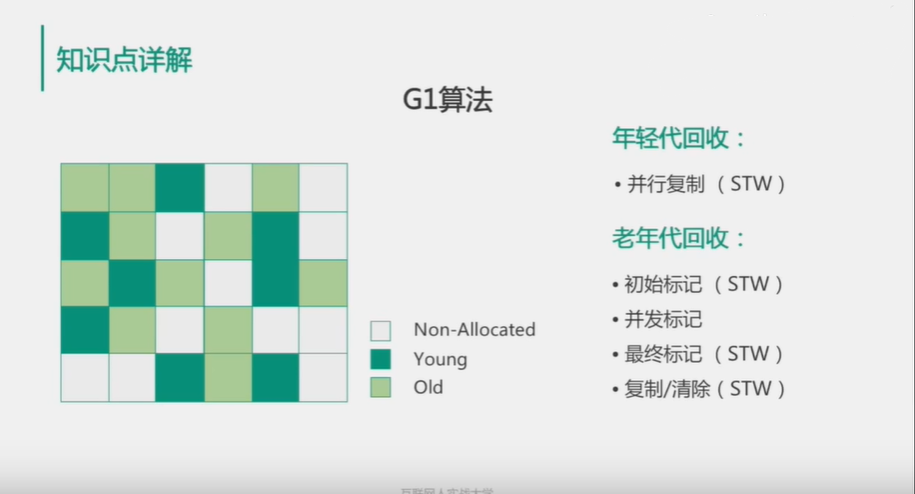 知识点详解
G1算法
年轻代回收：
• 并行复制（STW）
老年代回收：
• 初始标记（STW）
• 并发标记
• 最终标记（STW）
• 复制/清除（STW）
Non-Allocated
Young
Old